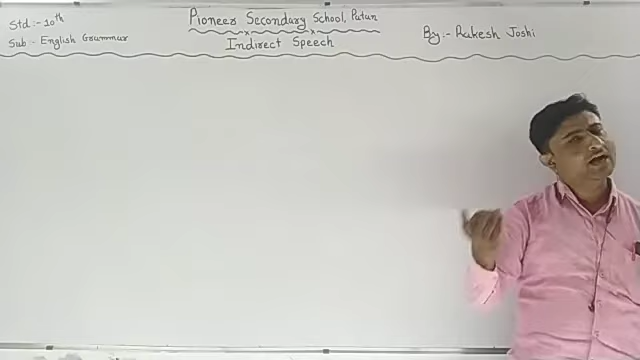 Std :- 10th
Sub :- English Grammar
Pioneer Secondary School, Patan
Indirect Speech
By :- Rakesh Joshi